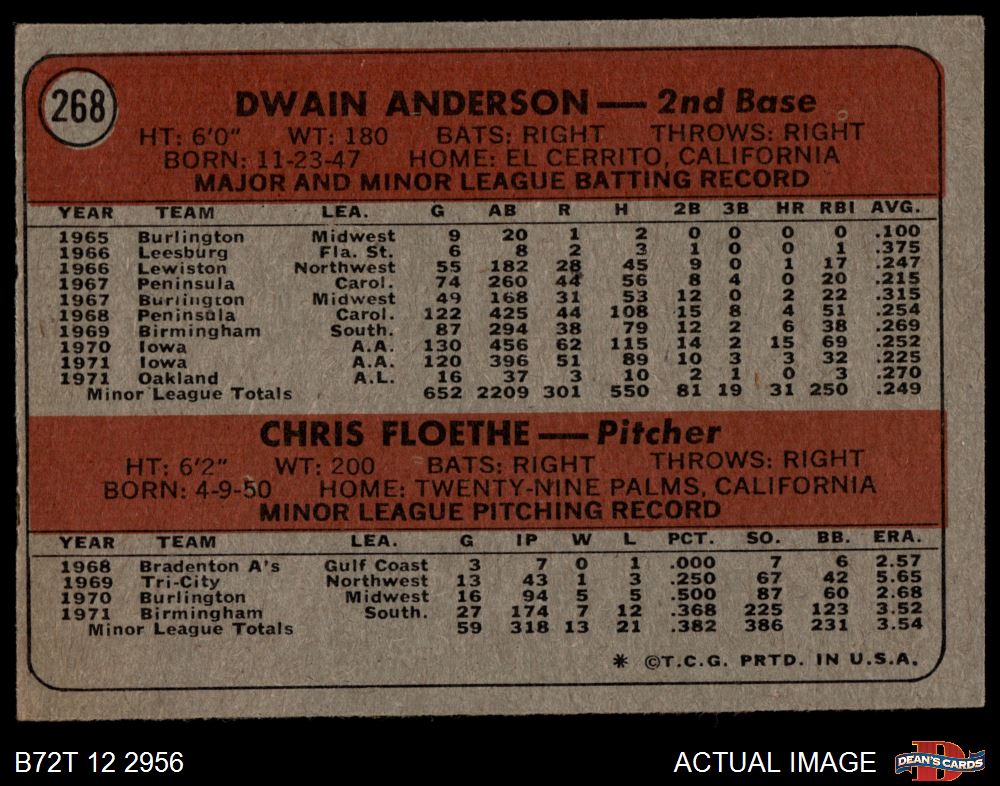 268
DWAIN ANDERSON — 2nd Base
HT: 6'0" WT: 180 BATS: RIGHT THROWS: RIGHT
BORN: 11-23-47 HOME: EL CERRITO, CALIFORNIA
MAJOR AND MINOR LEAGUE BATTING RECORD
YEAR TEAM LEA. G AB R H 2B 3B HR RBI AVG.
1965 Burlington Midwest 9 20 1 2 0 0 0 0 .100
1966 Leesburg Fla. St. 6 8 2 3 1 0 0 1 .375
1966 Lewiston Northwest 55 182 28 45 9 0 1 17 .247
1967 Peninsula Carol. 74 260 44 56 8 4 0 20 .215
1967 Burlington Midwest 49 168 31 53 12 0 2 22 .315
1968 Peninsula Carol. 122 425 44 108 15 8 4 51 .254
1969 Birmingham South. 87 294 38 79 12 2 6 38 .269
1970 Iowa A.A. 130 456 62 115 14 2 15 69 .252
1971 Iowa A.A. 120 396 51 89 10 3 3 32 .225
1971 Oakland A.L. 16 37 3 10 2 1 0 3 .270
Minor League Totals 652 2209 301 550 81 19 31 250 .249
CHRIS FLOETHE — Pitcher
HT: 6'2" WT: 200 BATS: RIGHT THROWS: RIGHT
BORN: 4-9-50 HOME: TWENTY-NINE PALMS, CALIFORNIA
MINOR LEAGUE PITCHING RECORD
YEAR TEAM LEA. G IP W L PCT. SO. BB. ERA.
1968 Bradenton A's Gulf Coast 3 7 0 1 .000 7 6 2.57
1969 Tri-City Northwest 13 43 1 3 .250 67 42 5.65
1970 Burlington Midwest 16 94 5 5 .500 87 60 2.68
1971 Birmingham South. 27 174 7 12 .368 225 123 3.52
Minor League Totals 59 318 13 21 .382 386 231 3.54
* ©T.C.G. PRTD. IN U.S.A.
B72T 12 2956 ACTUAL IMAGE
D DEAN'S CARDS